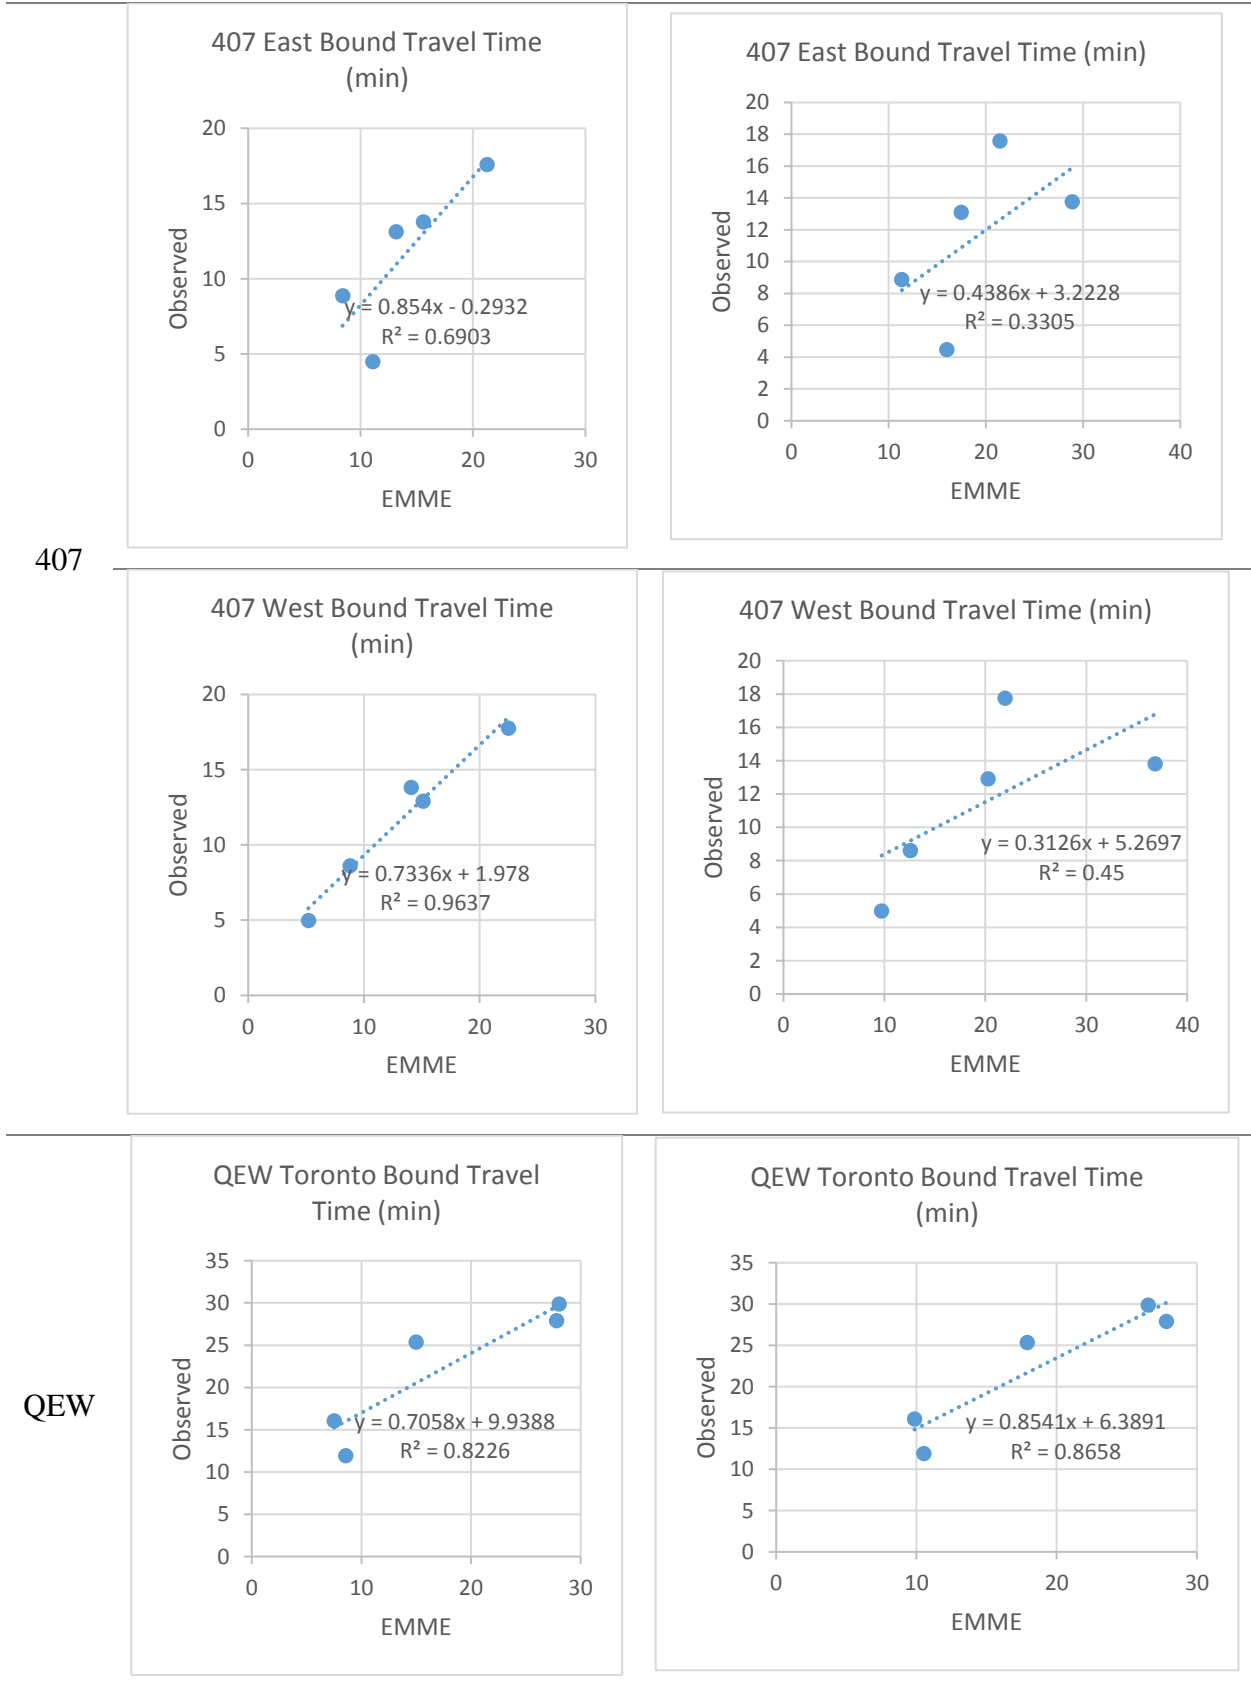 407 East Bound Travel Time
(min)
20
15
10
5
0
Observed
y = 0.854x - 0.2932
R² = 0.6903
0 10 20 30
EMME
407 East Bound Travel Time (min)
20
18
16
14
12
10
8
6
4
2
0
Observed
y = 0.4386x + 3.2228
R² = 0.3305
0 10 20 30 40
EMME
407
407 West Bound Travel Time
(min)
20
15
10
5
0
Observed
y = 0.7336x + 1.978
R² = 0.9637
0 10 20 30
EMME
407 West Bound Travel Time (min)
20
18
16
14
12
10
8
6
4
2
0
Observed
y = 0.3126x + 5.2697
R² = 0.45
0 10 20 30 40
EMME
QEW
QEW Toronto Bound Travel
Time (min)
35
30
25
20
15
10
5
0
Observed
y = 0.7058x + 9.9388
R² = 0.8226
0 10 20 30
EMME
QEW Toronto Bound Travel Time
(min)
35
30
25
20
15
10
5
0
Observed
y = 0.8541x + 6.3891
R² = 0.8658
0 10 20 30
EMME